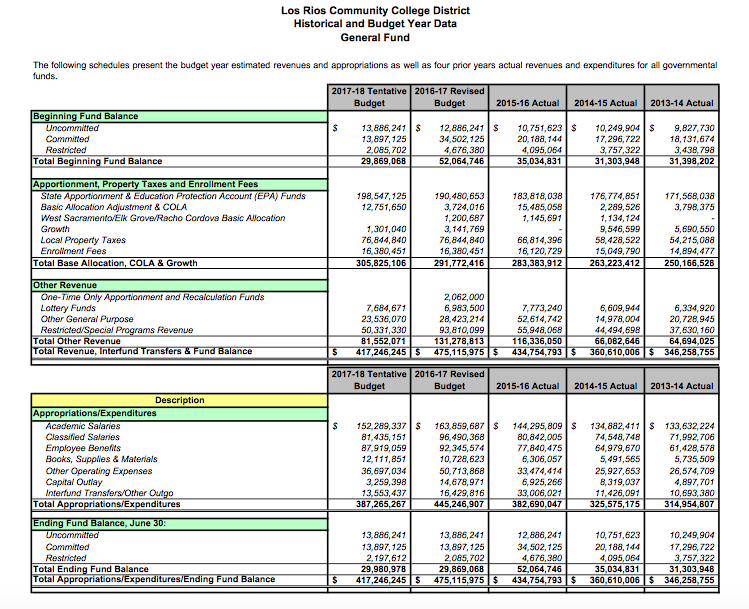 Los Rios Community College District
Historical and Budget Year Data
General Fund
The following schedules present the budget year estimated revenues and appropriations as well as four prior years actual revenues and expenditures for all governmental
funds.
2017-18 Tentative 2016-17 Revised
Budget Budget 2015-16 Actual 2014-15 Actual 2013-14 Actual
Beginning Fund Balance
Uncommitted $ 13,886,241 $ 12,886,241 $ 10,751,623 $ 10,249,904 $ 9,827,730
Committed 13,897,125 34,502,125 20,188,144 17,296,722 18,131,674
Restricted 2,085,702 4,676,380 4,095,064 3,757,322 3,438,798
Total Beginning Fund Balance 29,869,068 52,064,746 35,034,831 31,303,948 31,398,202
Apportionment, Property Taxes and Enrollment Fees
State Apportionment & Education Protection Account (EPA) Funds 198,547,125 190,480,653 183,818,038 176,774,851 171,568,038
Basic Allocation Adjustment & COLA 12,751,650 3,724,016 15,485,058 2,289,526 3,798,375
West Sacramento/Elk Grove/Racho Cordova Basic Allocation 1,200,687 1,145,691 1,134,124 -
Growth 1,301,040 3,141,769 - 9,546,599 5,690,550
Local Property Taxes 76,844,840 76,844,840 66,814,396 58,428,522 54,215,088
Enrollment Fees 16,380,451 16,380,451 16,120,729 15,049,790 14,894,477
Total Base Allocation, COLA & Growth 305,825,106 291,772,416 283,383,912 263,223,412 250,166,528
Other Revenue
One-Time Only Apportionment and Recalculation Funds 2,062,000
Lottery Funds 7,684,671 6,983,500 7,773,240 6,609,944 6,334,920
Other General Purpose 23,536,070 28,423,214 52,614,742 14,978,004 20,728,945
Restricted/Special Programs Revenue 50,331,330 93,810,099 55,948,068 44,494,698 37,630,160
Total Other Revenue 81,552,071 131,278,813 116,336,050 66,082,646 64,694,025
Total Revenue, Interfund Transfers & Fund Balance $ 417,246,245 $ 475,115,975 $ 434,754,793 $ 360,610,006 $ 346,258,755
2017-18 Tentative 2016-17 Revised
Budget Budget 2015-16 Actual 2014-15 Actual 2013-14 Actual
Description
Appropriations/Expenditures
Academic Salaries $ 152,289,337 $ 163,859,687 $ 144,295,809 $ 134,882,411 $ 133,632,224
Classified Salaries 81,435,151 96,490,368 80,842,005 74,548,748 71,992,706
Employee Benefits 87,919,059 92,345,574 77,840,475 64,979,670 61,428,578
Books, Supplies & Materials 12,111,851 10,728,623 6,306,057 5,491,565 5,735,509
Other Operating Expenses 36,697,034 50,713,868 33,474,414 25,927,653 26,574,709
Capital Outlay 3,259,398 14,678,971 6,925,266 8,319,037 4,897,701
Interfund Transfers/Other Outgo 13,553,437 16,429,816 33,006,021 11,426,091 10,693,380
Total Appropriations/Expenditures 387,265,267 445,246,907 382,690,047 325,575,175 314,954,807
Ending Fund Balance, June 30:
Uncommitted 13,886,241 13,886,241 12,886,241 10,751,623 10,249,904
Committed 13,897,125 13,897,125 34,502,125 20,188,144 17,296,722
Restricted 2,197,612 2,085,702 4,676,380 4,095,064 3,757,322
Total Ending Fund Balance 29,980,978 29,869,068 52,064,746 35,034,831 31,303,948
Total Appropriations/Expenditures/Ending Fund Balance $ 417,246,245 $ 475,115,975 $ 434,754,793 $ 360,610,006 $ 346,258,755